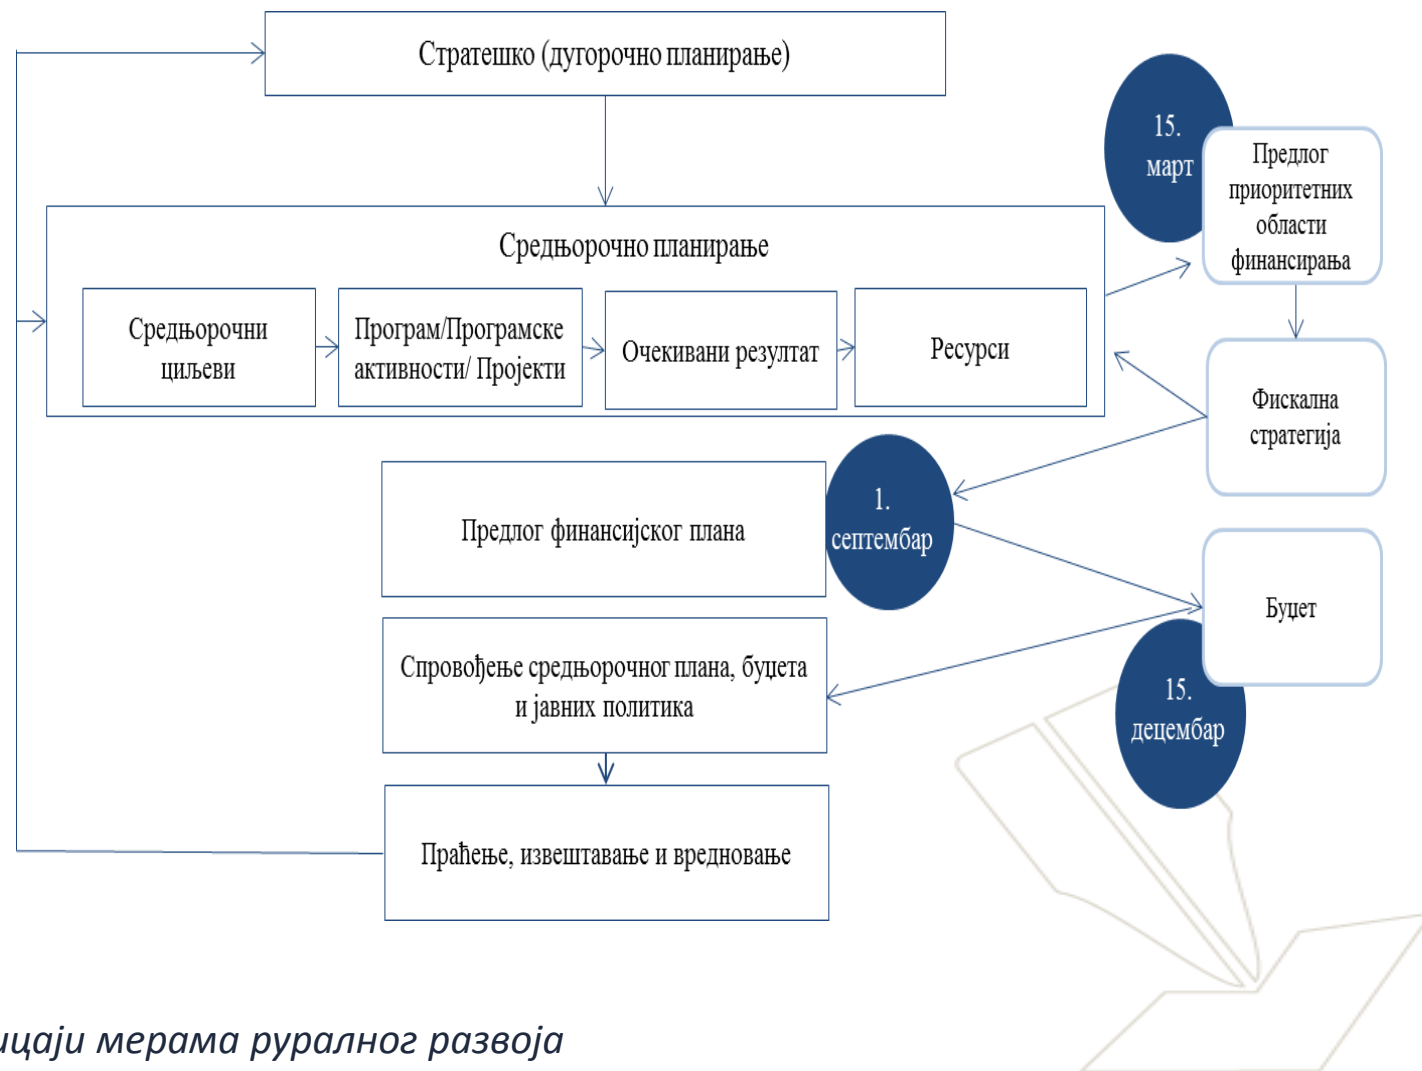 Стратешко (дугорочно планирање)
15.
март
Предлог
приоритетних
области
финансирања
Средњорочно планирање
Средњорочни
циљеви
Програм/Програмске
активности/ Пројекти
Очекивани резултат
Ресурси
Фискална
стратегија
Предлог финансијског плана
1.
септембар
Буџет
Спровођење средњорочног плана, буџета
и јавних политика
15.
децембар
Праћење, извештавање и вредновање
мерама руралног развоја